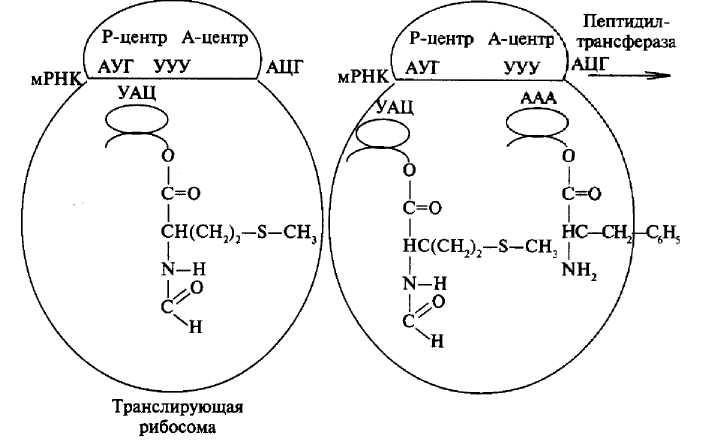 Р-центр А-центр
АУГ УУУ
мРНК
АЦГ
УАЦ
O
C=O
CH(CH₂)₂–S–CH₃
N–H
O
C
H
Транслирующая
рибосома
Р-центр А-центр
АУГ УУУ
мРНК
АЦГ
Пептидил-
трансфераза
УАЦ
ААА
O
O
C=O
C=O
HC(CH₂)₂–S–CH₃
HC–CH₂–C₆H₅
N–H
NH₂
O
C
H